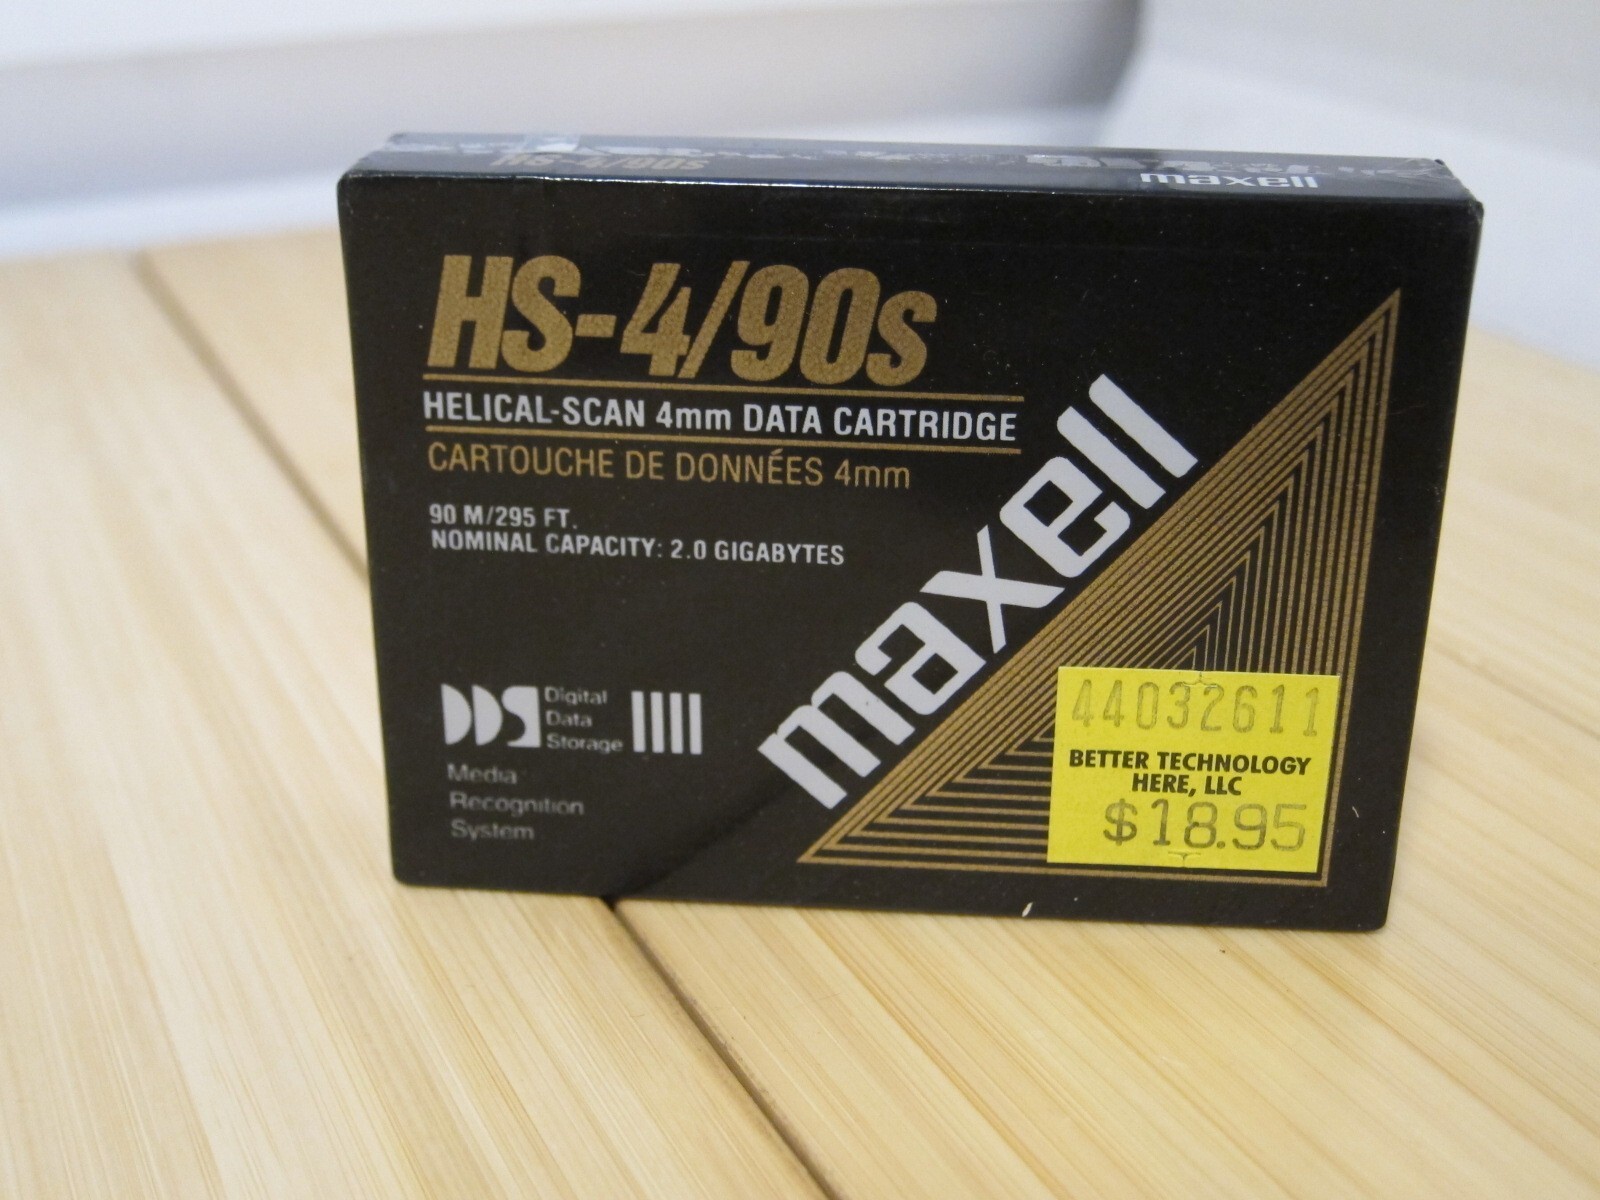 HS-4/90s
maxell
HS-4/90s
HELICAL-SCAN 4mm DATA CARTRIDGE
CARTOUCHE DE DONNÉES 4mm
90 M/295 FT.
NOMINAL CAPACITY: 2.0 GIGABYTES
maxell
DDS
Digital
Data
Storage
Media
Recognition
System
44032611
BETTER TECHNOLOGY
HERE, LLC
$18.95